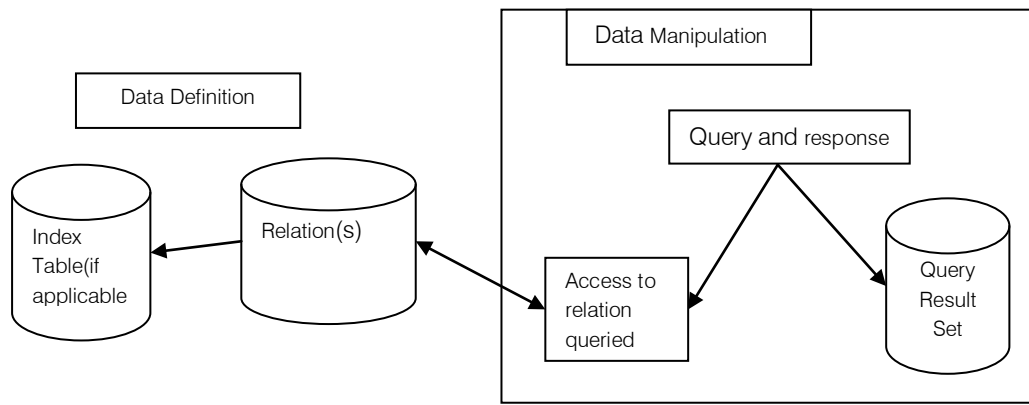 Data Manipulation
Data Definition
Query and response
Index
Table(if
applicable
Relation(s)
Access to
relation
queried
Query
Result
Set